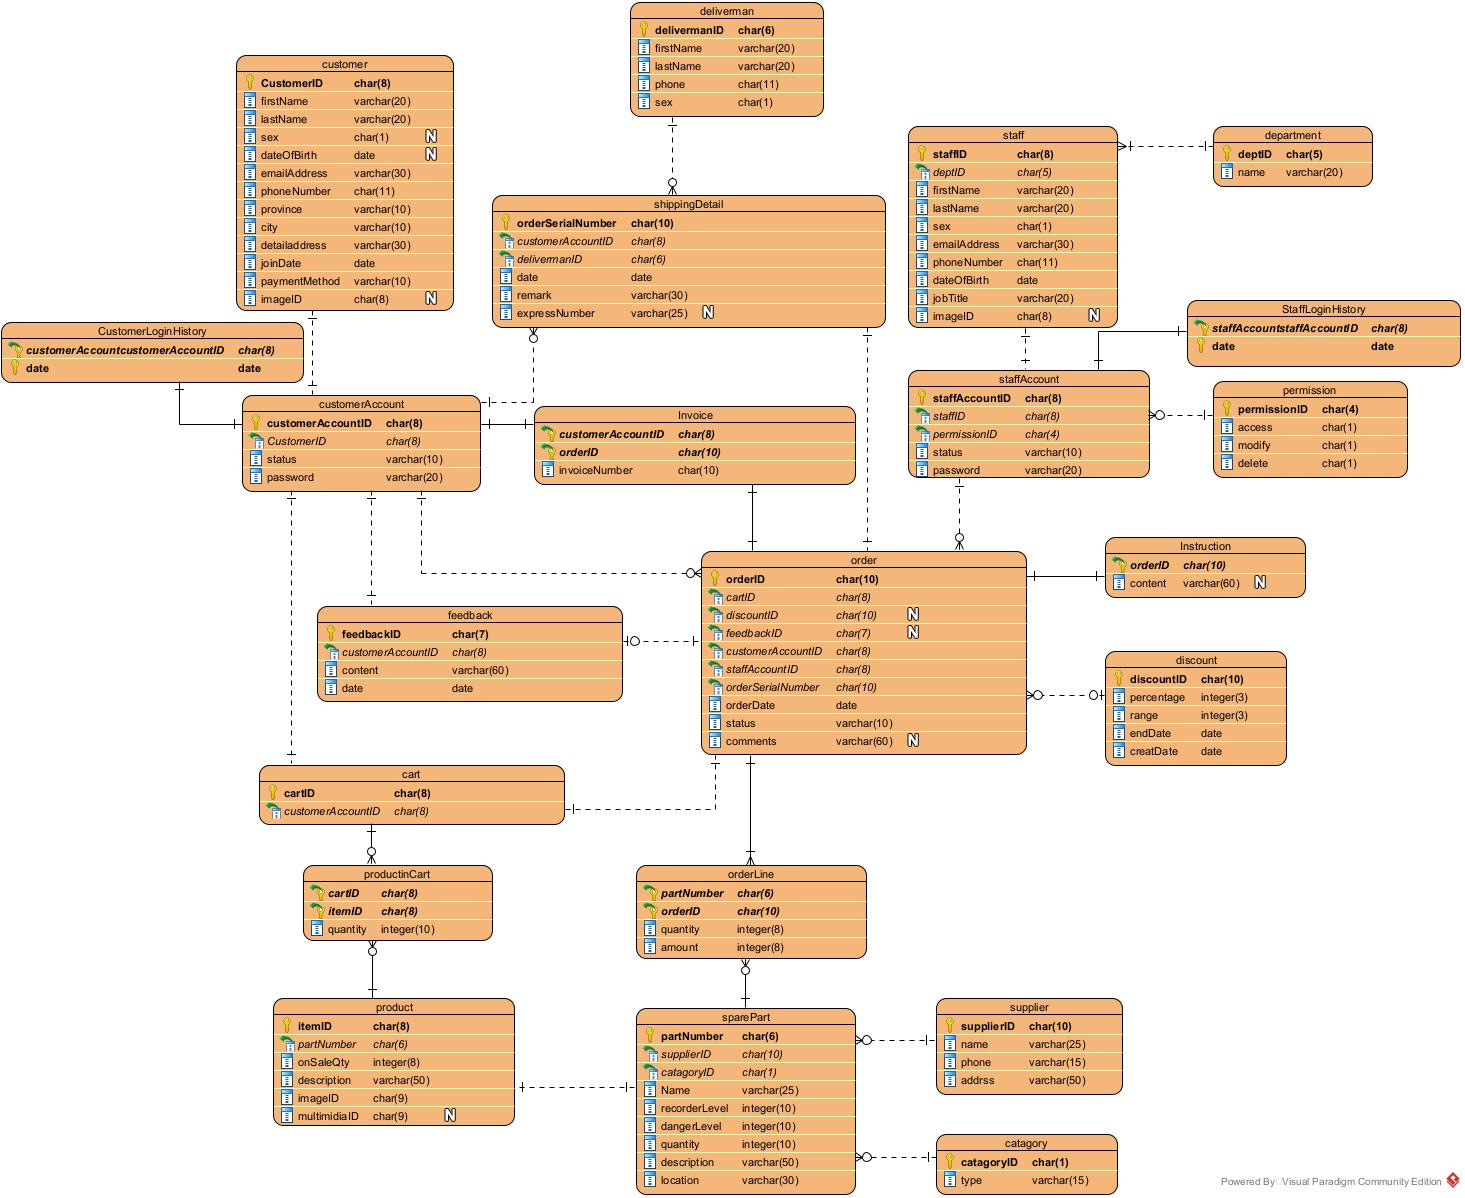 deliverman
delivermanID char(6)
firstName varchar(20)
lastName varchar(20)
phone char(11)
sex char(1)
customer
CustomerID char(8)
firstName varchar(20)
lastName varchar(20)
sex char(1) N
dateOfBirth date N
emailAddress varchar(30)
phoneNumber char(11)
province varchar(10)
city varchar(10)
detailaddress varchar(30)
joinDate date
paymentMethod varchar(10)
imageID char(8) N
staff
staffID char(8)
deptID char(5)
firstName varchar(20)
lastName varchar(20)
sex char(1)
emailAddress varchar(30)
phoneNumber char(11)
dateOfBirth date
jobTitle varchar(20)
imageID char(8) N
department
deptID char(5)
name varchar(20)
shippingDetail
orderSerialNumber char(10)
customerAccountID char(8)
delivermanID char(6)
date date
remark varchar(30)
expressNumber varchar(25) N
CustomerLoginHistory
customerAccountcustomerAccountID char(8)
date date
StaffLoginHistory
staffAccountstaffAccountID char(8)
date date
customerAccount
customerAccountID char(8)
CustomerID char(8)
status varchar(10)
password varchar(20)
Invoice
customerAccountID char(8)
orderID char(10)
invoiceNumber char(10)
staffAccount
staffAccountID char(8)
staffID char(8)
permissionID char(4)
status varchar(10)
password varchar(20)
permission
permissionID char(4)
access char(1)
modify char(1)
delete char(1)
order
orderID char(10)
cartID char(8)
discountID char(10) N
feedbackID char(7) N
customerAccountID char(8)
staffAccountID char(8)
orderSerialNumber char(10)
orderDate date
status varchar(10)
comments varchar(60) N
Instruction
orderID char(10)
content varchar(60) N
feedback
feedbackID char(7)
customerAccountID char(8)
content varchar(60)
date date
discount
discountID char(10)
percentage integer(3)
range integer(3)
endDate date
creatDate date
cart
cartID char(8)
customerAccountID char(8)
productinCart
cartID char(8)
itemID char(8)
quantity integer(10)
orderLine
partNumber char(6)
orderID char(10)
quantity integer(8)
amount integer(8)
product
itemID char(8)
partNumber char(6)
onSaleQty integer(8)
description varchar(50)
imageID char(9)
multimidiaID char(9) N
sparePart
partNumber char(6)
supplierID char(10)
catagoryID char(1)
Name varchar(25)
recorderLevel integer(10)
dangerLevel integer(10)
quantity integer(10)
description varchar(50)
location varchar(30)
supplier
supplierID char(10)
name varchar(25)
phone varchar(15)
addrss varchar(50)
catagory
catagoryID char(1)
type varchar(15)
Powered By Visual Paradigm Community Edition